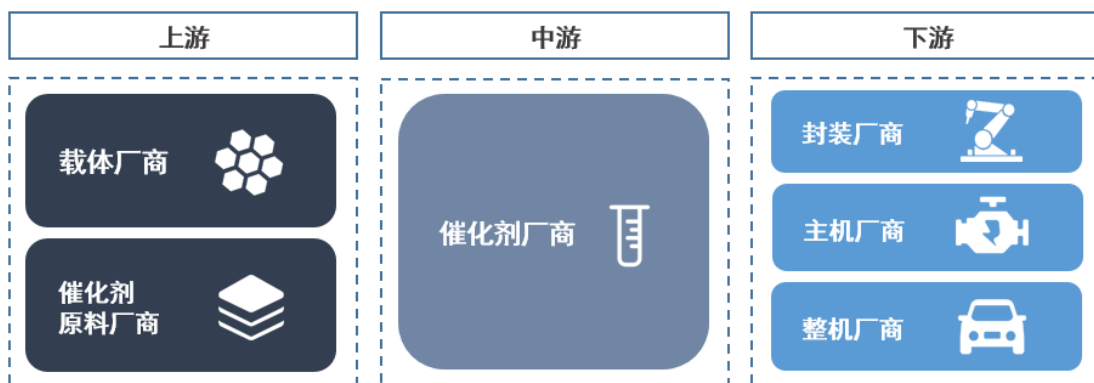 上游
中游
下游
载体厂商
催化剂
原料厂商
催化剂厂商
封装厂商
主机厂商
整机厂商